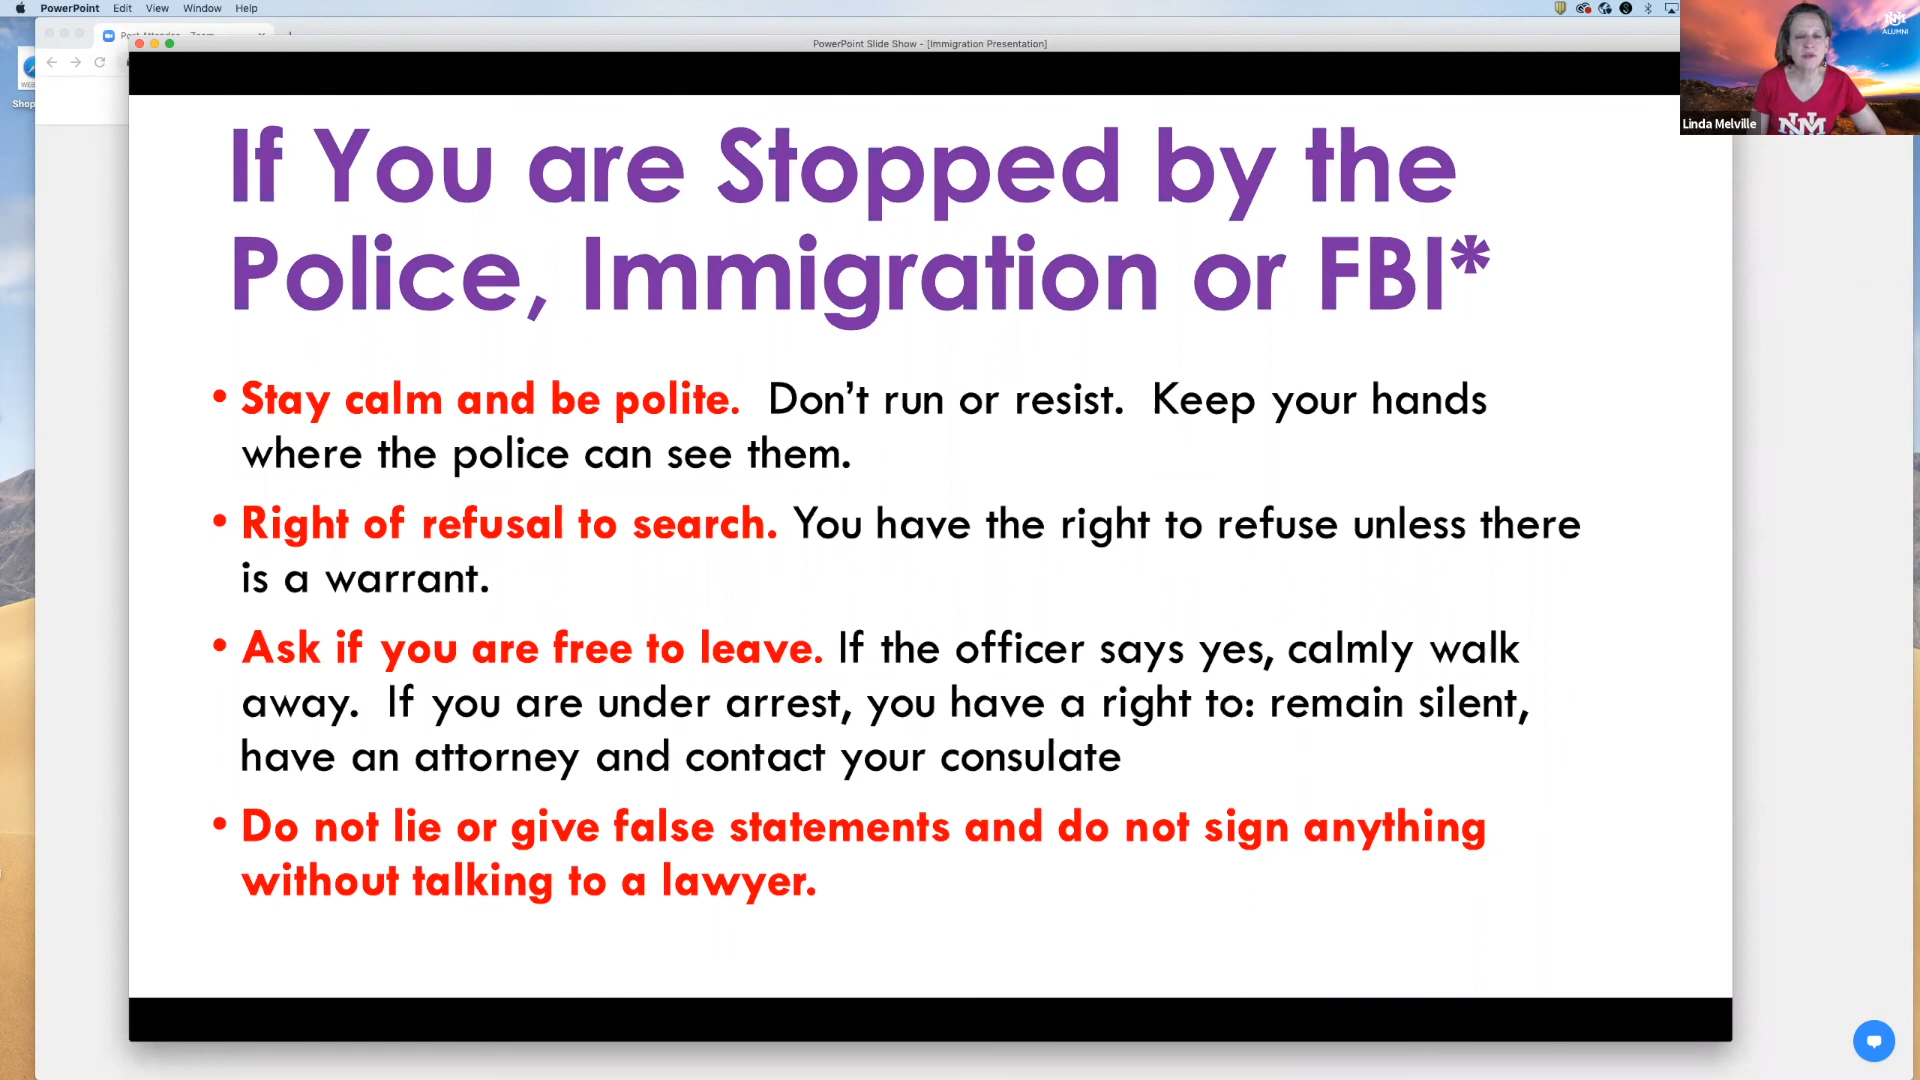 PowerPoint Edit View Window Help
Post Attendee - Zoom
PowerPoint Slide Show - [Immigration Presentation]
Shop
ALUMNI
Linda Melville
If You are Stopped by the
Police, Immigration or FBI*
• Stay calm and be polite. Don’t run or resist. Keep your hands
where the police can see them.
• Right of refusal to search. You have the right to refuse unless there
is a warrant.
• Ask if you are free to leave. If the officer says yes, calmly walk
away. If you are under arrest, you have a right to: remain silent,
have an attorney and contact your consulate
• Do not lie or give false statements and do not sign anything
without talking to a lawyer.